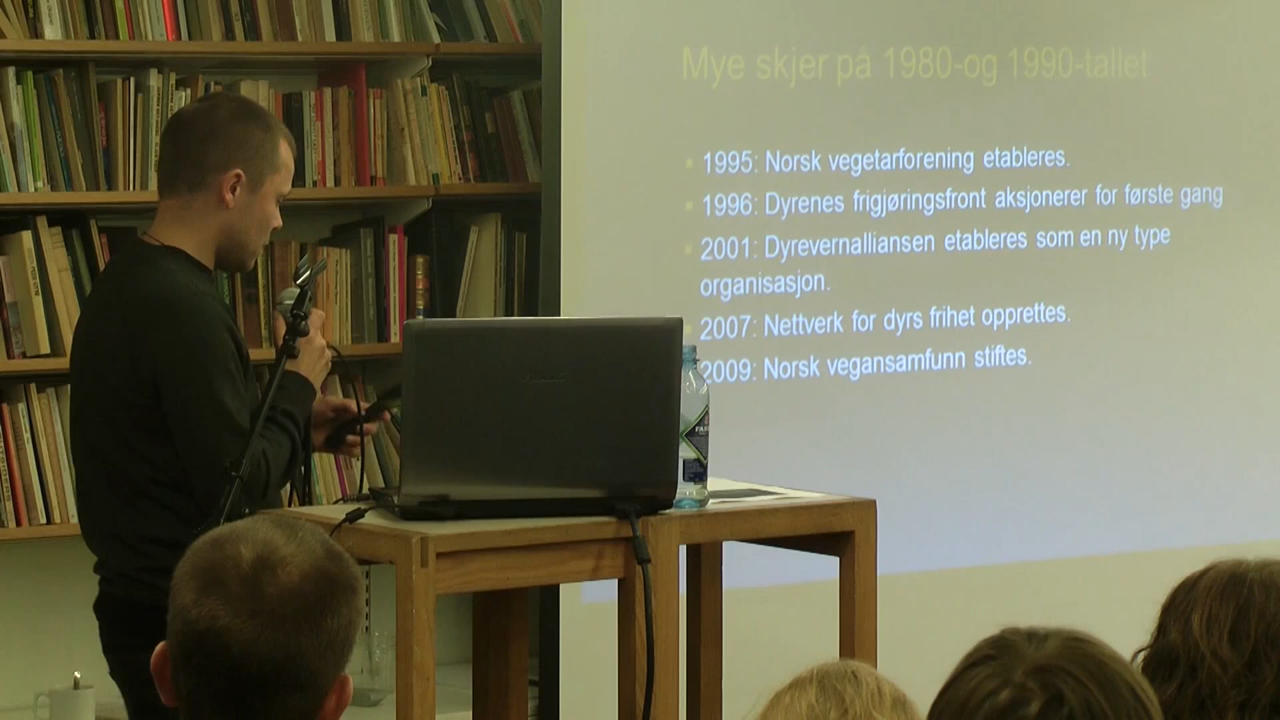 Mye skjer på 1980-og 1990-tallet
1995: Norsk vegetarforening etableres.
1996: Dyrenes frigjøringsfront aksjonerer for første gang
2001: Dyrevernalliansen etableres som en ny type
organisasjon.
2007: Nettverk for dyrs frihet opprettes.
2009: Norsk vegansamfunn stiftes.